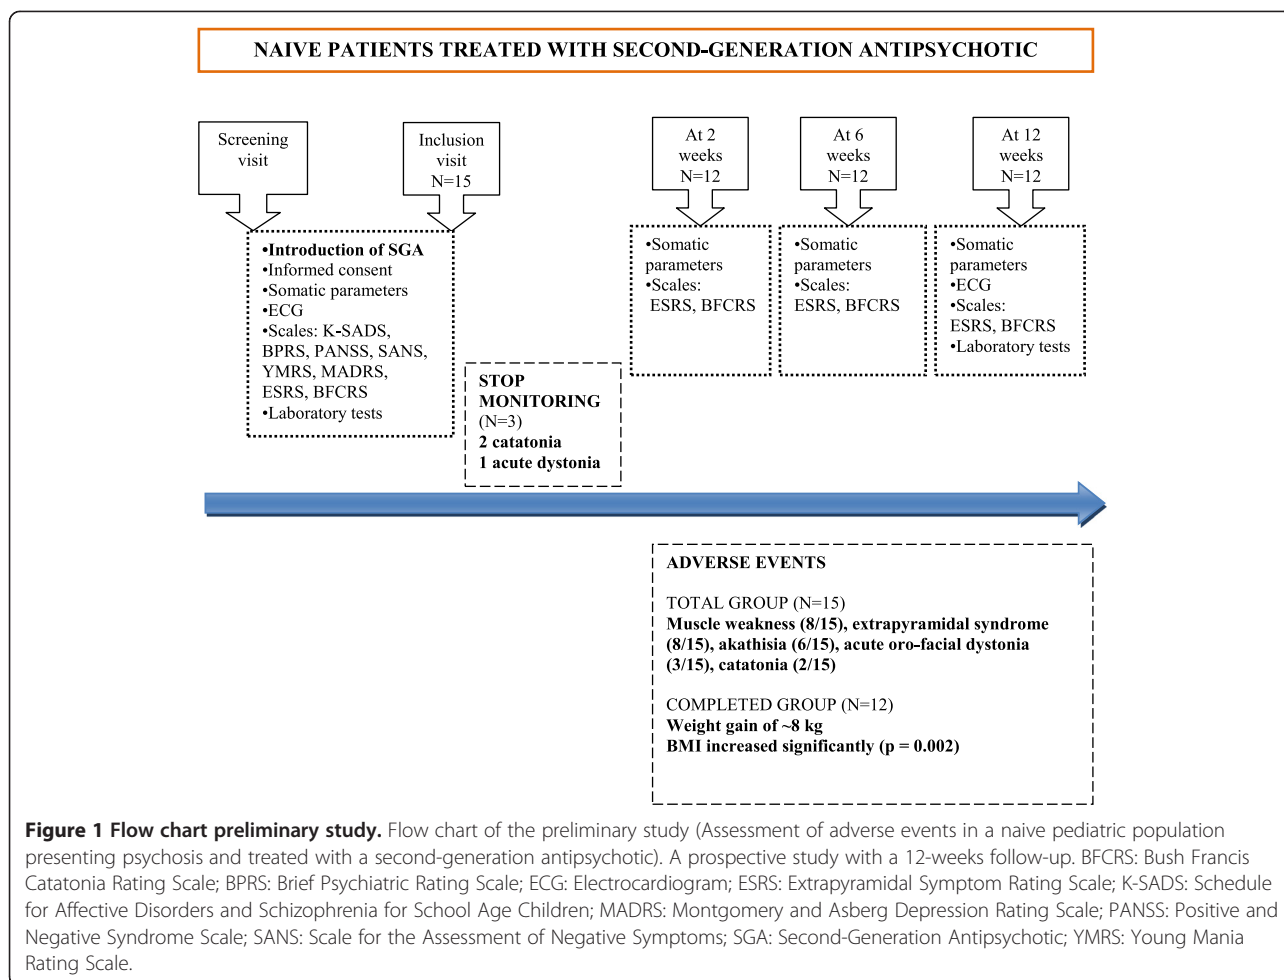 NAIVE PATIENTS TREATED WITH SECOND-GENERATION ANTIPSYCHOTIC
Screening
visit
Inclusion
visit
N=15
At 2
weeks
N=12
At 6
weeks
N=12
At 12
weeks
N=12
•Introduction of SGA
•Informed consent
•Somatic parameters
•ECG
•Scales: K-SADS,
BPRS, PANSS, SANS,
YMRS, MADRS,
ESRS, BFCRS
•Laboratory tests
STOP
MONITORING
(N=3)
2 catatonia
1 acute dystonia
•Somatic
parameters
•Scales:
ESRS, BFCRS
•Somatic
parameters
•Scales:
ESRS, BFCRS
•Somatic
parameters
•ECG
•Scales:
ESRS, BFCRS
•Laboratory tests
ADVERSE EVENTS
TOTAL GROUP (N=15)
Muscle weakness (8/15), extrapyramidal syndrome
(8/15), akathisia (6/15), acute oro-facial dystonia
(3/15), catatonia (2/15)
COMPLETED GROUP (N=12)
Weight gain of ~8 kg
BMI increased significantly (p = 0.002)
Figure 1 Flow chart preliminary study. Flow chart of the preliminary study (Assessment of adverse events in a naive pediatric population
presenting psychosis and treated with a second-generation antipsychotic). A prospective study with a 12-weeks follow-up. BFCRS: Bush Francis
Catatonia Rating Scale; BPRS: Brief Psychiatric Rating Scale; ECG: Electrocardiogram; ESRS: Extrapyramidal Symptom Rating Scale; K-SADS: Schedule
for Affective Disorders and Schizophrenia for School Age Children; MADRS: Montgomery and Asberg Depression Rating Scale; PANSS: Positive and
Negative Syndrome Scale; SANS: Scale for the Assessment of Negative Symptoms; SGA: Second-Generation Antipsychotic; YMRS: Young Mania
Rating Scale.